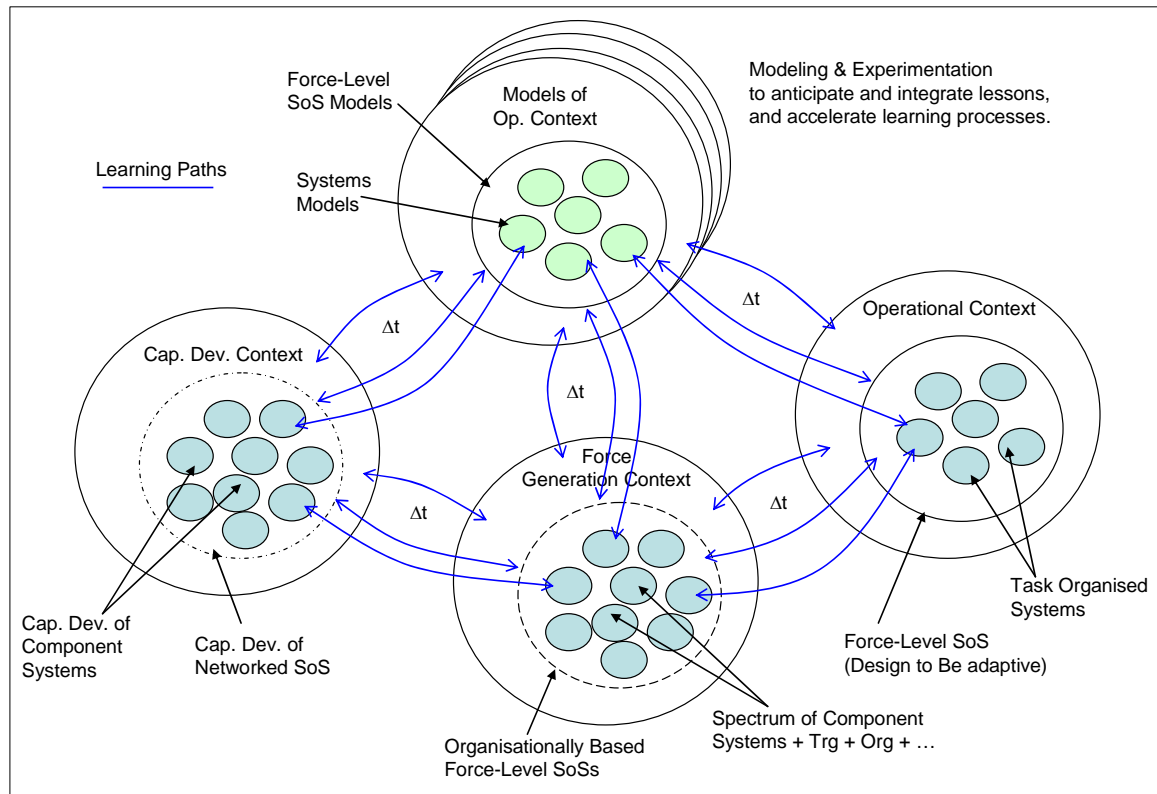 Force-Level
SoS Models
Models of
Op. Context
Modeling & Experimentation
to anticipate and integrate lessons,
and accelerate learning processes.
Learning Paths
Systems
Models
Δt
Δt
Operational Context
Cap. Dev. Context
Δt
Force
Generation Context
Δt
Δt
Task Organised
Systems
Cap. Dev. of
Component
Systems
Cap. Dev. of
Networked SoS
Force-Level SoS
(Design to Be adaptive)
Organisationally Based
Force-Level SoSs
Spectrum of Component
Systems + Trg + Org + …